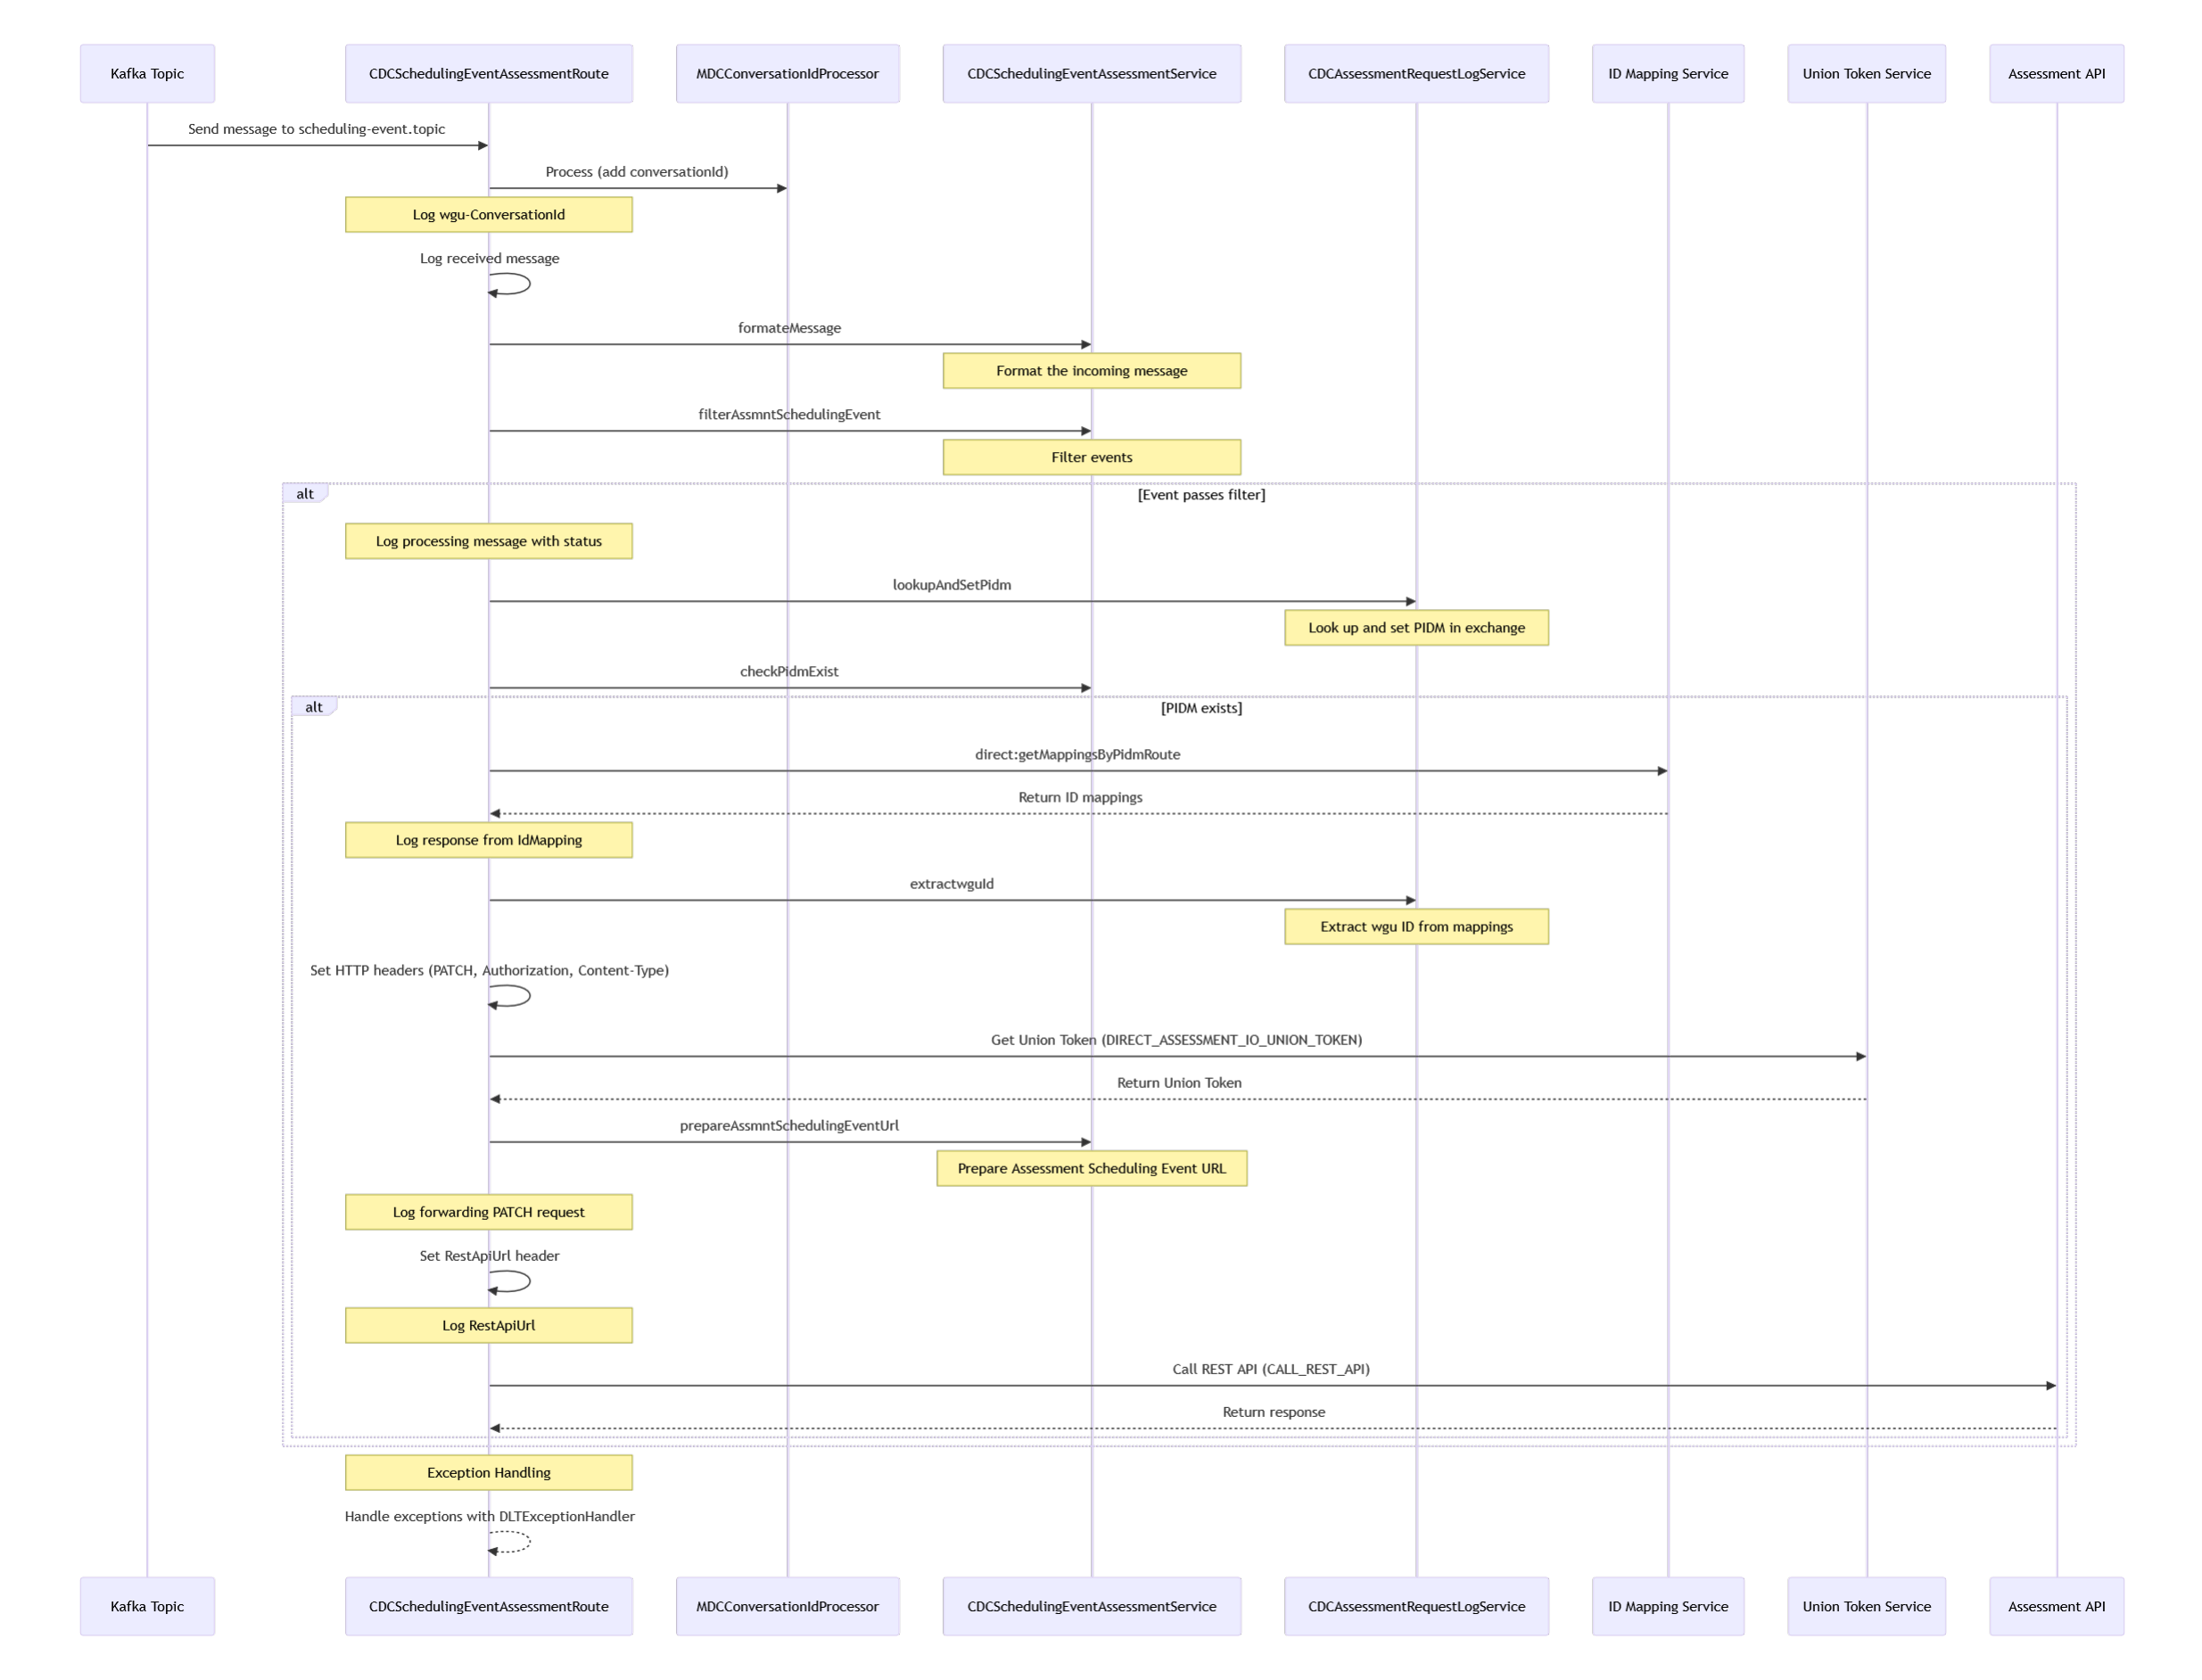 Kafka Topic
CDCSchedulingEventAssessmentRoute
MDCConversationIdProcessor
CDCSchedulingEventAssessmentService
CDCAssessmentRequestLogService
ID Mapping Service
Union Token Service
Assessment API
Send message to scheduling-event.topic
Process (add conversationId)
Log wgu-ConversationId
Log received message
formateMessage
Format the incoming message
filterAssmntSchedulingEvent
Filter events
alt
[Event passes filter]
Log processing message with status
lookupAndSetPidm
Look up and set PIDM in exchange
checkPidmExist
alt
[PIDM exists]
direct:getMappingsByPidmRoute
Return ID mappings
Log response from IdMapping
extractwguId
Extract wgu ID from mappings
Set HTTP headers (PATCH, Authorization, Content-Type)
Get Union Token (DIRECT_ASSESSMENT_IO_UNION_TOKEN)
Return Union Token
prepareAssmntSchedulingEventUrl
Prepare Assessment Scheduling Event URL
Log forwarding PATCH request
Set RestApiUrl header
Log RestApiUrl
Call REST API (CALL_REST_API)
Return response
Exception Handling
Handle exceptions with DLTExceptionHandler
Kafka Topic
CDCSchedulingEventAssessmentRoute
MDCConversationIdProcessor
CDCSchedulingEventAssessmentService
CDCAssessmentRequestLogService
ID Mapping Service
Union Token Service
Assessment API